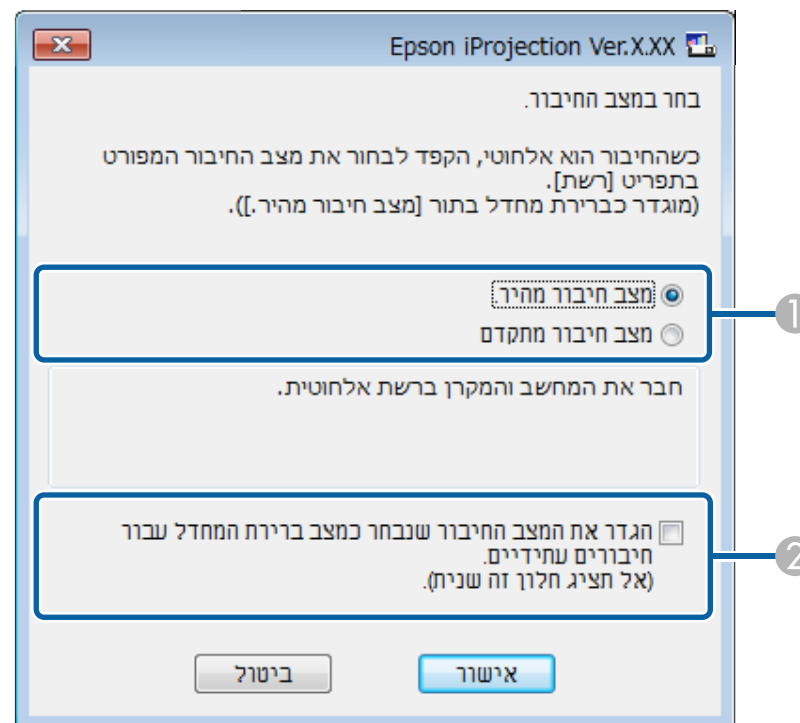 Epson iProjection Ver.X.XX
בחר במצב החיבור.
כשהחיבור הוא אלחוטי, הקפד לבחור את מצב החיבור המפורט
בתפריט [רשת].
(מוגדר כברירת מחדל בתור [מצב חיבור מהיר.]).
מצב חיבור מהיר.
מצב חיבור מתקדם
1
חבר את המחשב והמקרן ברשת אלחוטית.
הגדר את המצב החיבור שנבחר כמצב ברירת המחדל עבור
חיבורים עתידיים.
(אל תציג חלון זה שנית).
2
אישור
ביטול